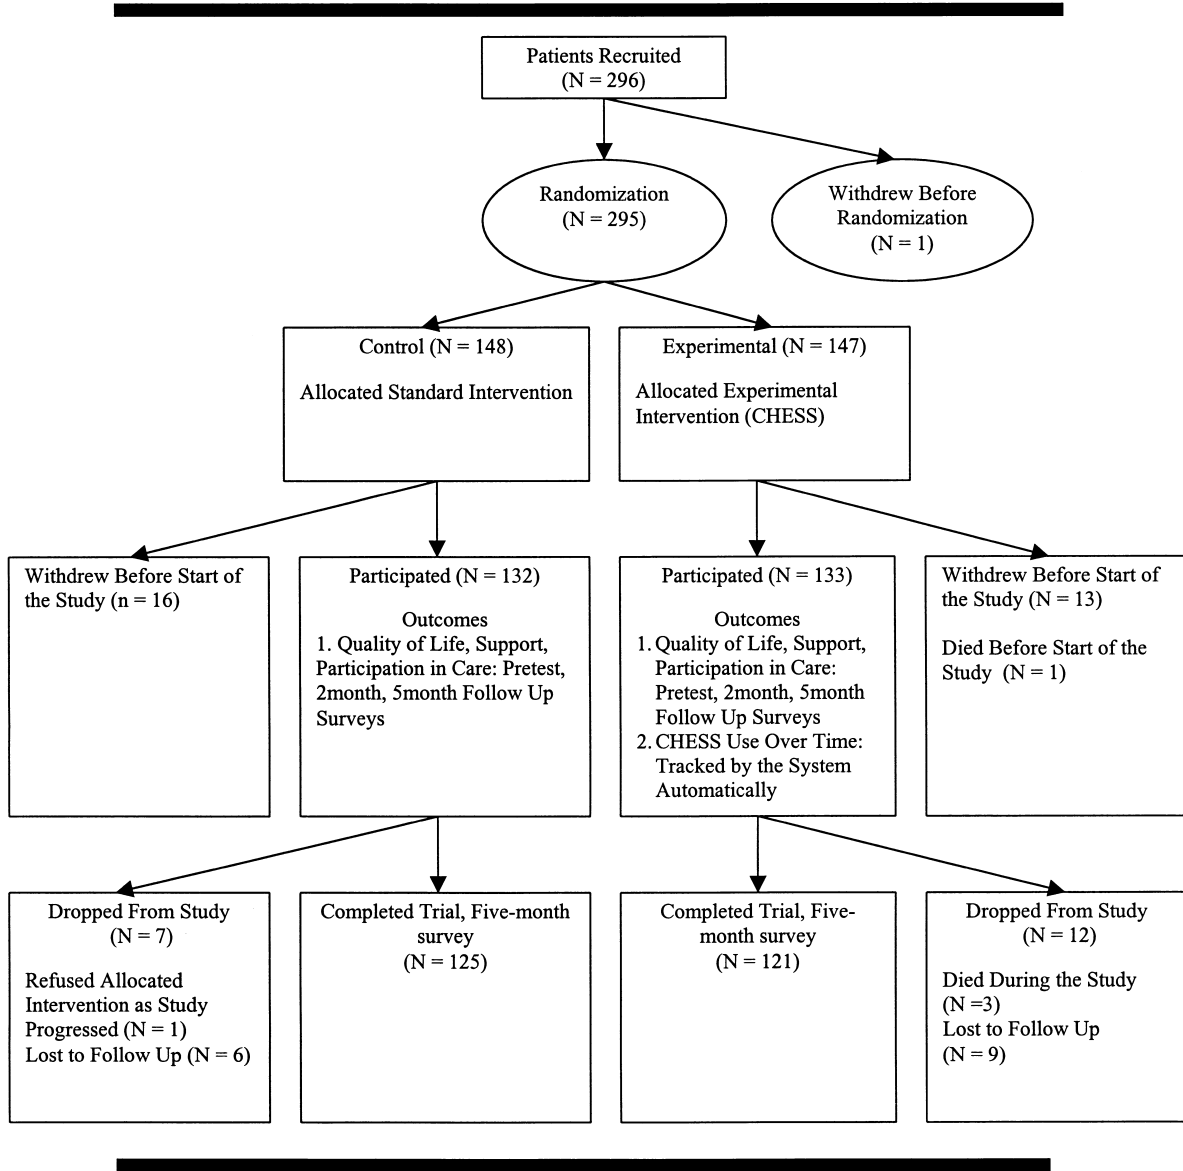 Patients Recruited
(N = 296)
Randomization
(N = 295)
Withdrew Before
Randomization
(N = 1)
Control (N = 148)
Allocated Standard Intervention
Experimental (N = 147)
Allocated Experimental
Intervention (CHESS)
Withdrew Before Start of
the Study (n = 16)
Participated (N = 132)
Outcomes
1. Quality of Life, Support,
Participation in Care: Pretest,
2month, 5month Follow Up
Surveys
Participated (N = 133)
Outcomes
1. Quality of Life, Support,
Participation in Care:
Pretest, 2month, 5month
Follow Up Surveys
2. CHESS Use Over Time:
Tracked by the System
Automatically
Withdrew Before Start of
the Study (N = 13)
Died Before Start of the
Study (N = 1)
Dropped From Study
(N = 7)
Refused Allocated
Intervention as Study
Progressed (N = 1)
Lost to Follow Up (N = 6)
Completed Trial, Five-month
survey
(N = 125)
Completed Trial, Five-
month survey
(N = 121)
Dropped From Study
(N = 12)
Died During the Study
(N =3)
Lost to Follow Up
(N = 9)